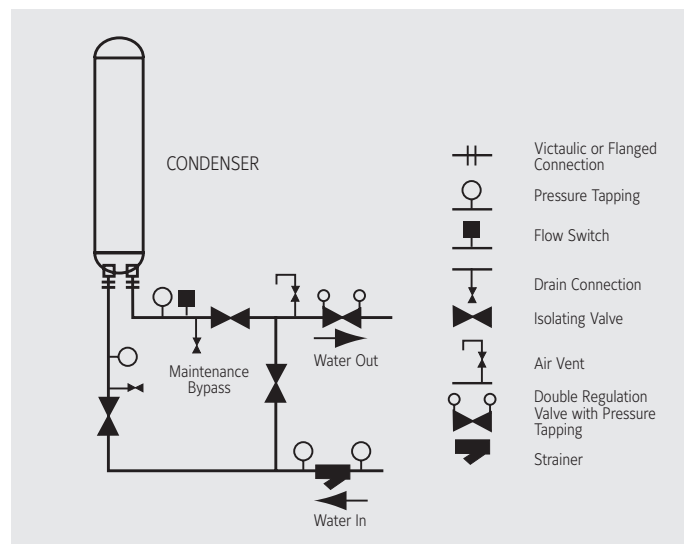 CONDENSER
Maintenance
Bypass
Water Out
Water In
Victaulic or Flanged
Connection
Pressure Tapping
Flow Switch
Drain Connection
Isolating Valve
Air Vent
Double Regulation
Valve with Pressure
Tapping
Strainer